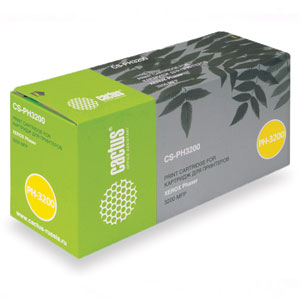 CS-PH3200
PH-3200
www.cactus-russia.ru
cactus
CS-PH3200
PRINT CARTRIDGE FOR
КАРТРИДЖ ДЛЯ ПРИНТЕРОВ
XEROX Phaser
3200 MFP
PH-3200